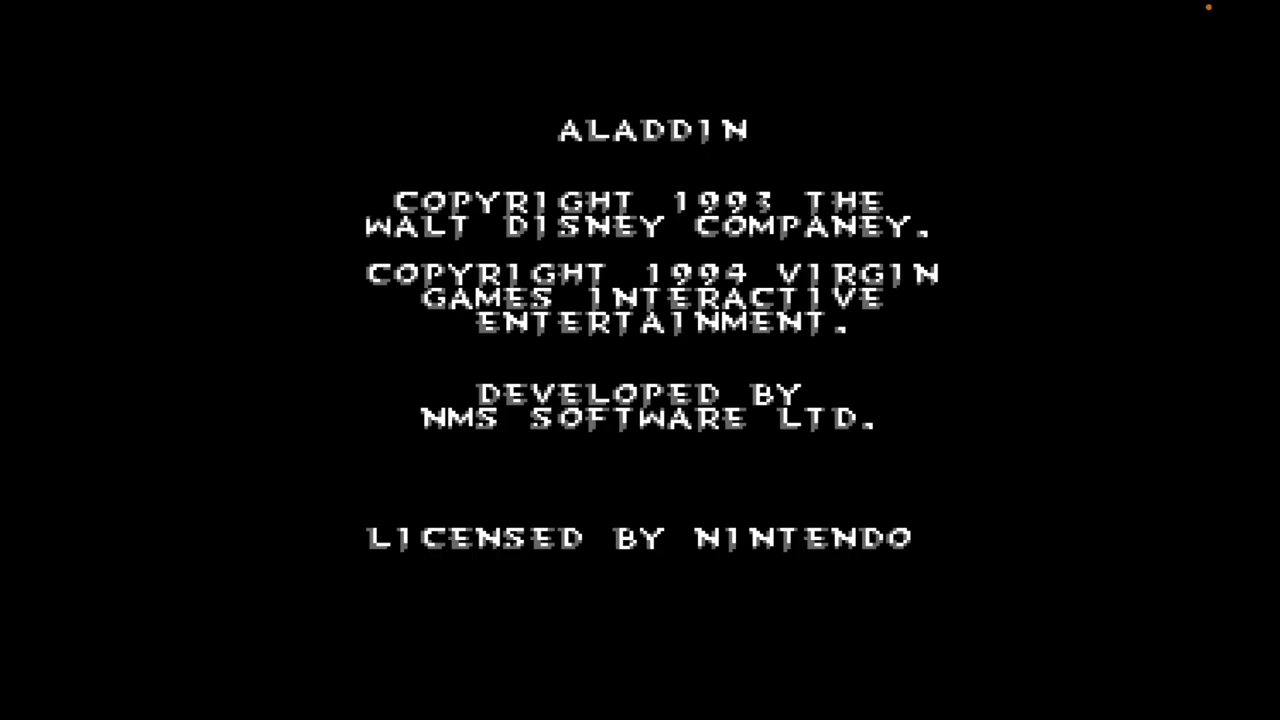 ALADDIN
COPYRIGHT 1993 THE
WALT DISNEY COMPANEY.
COPYRIGHT 1994 VIRGIN
GAMES INTERACTIVE
ENTERTAINMENT.
DEVELOPED BY
NMS SOFTWARE LTD.
LICENSED BY NINTENDO